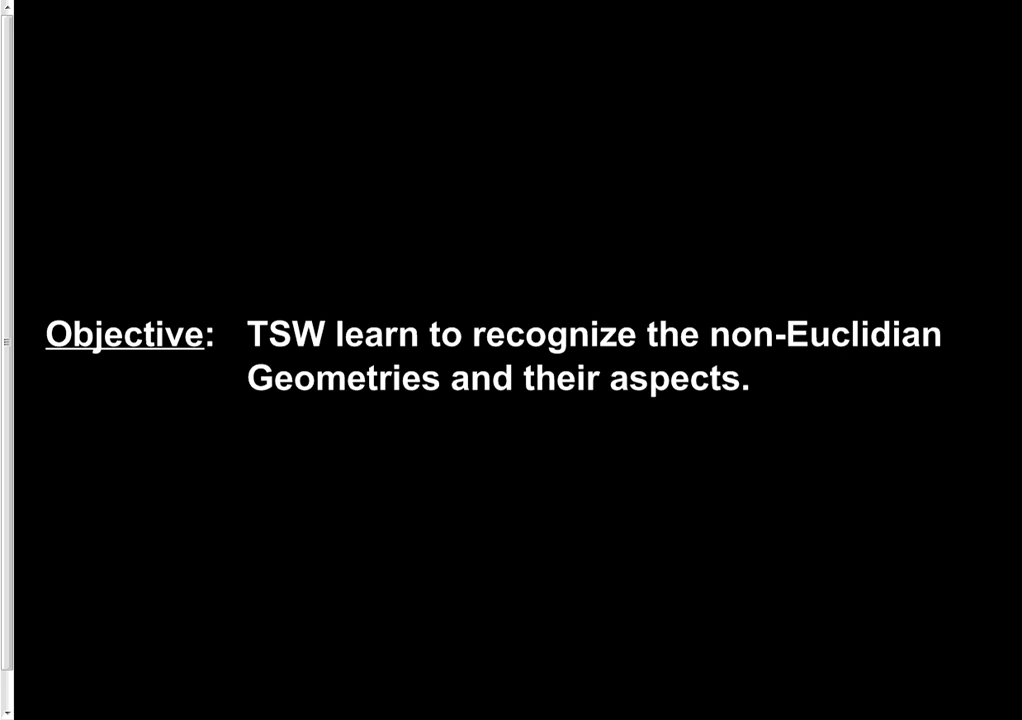 Objective: TSW learn to recognize the non-Euclidian
Geometries and their aspects.